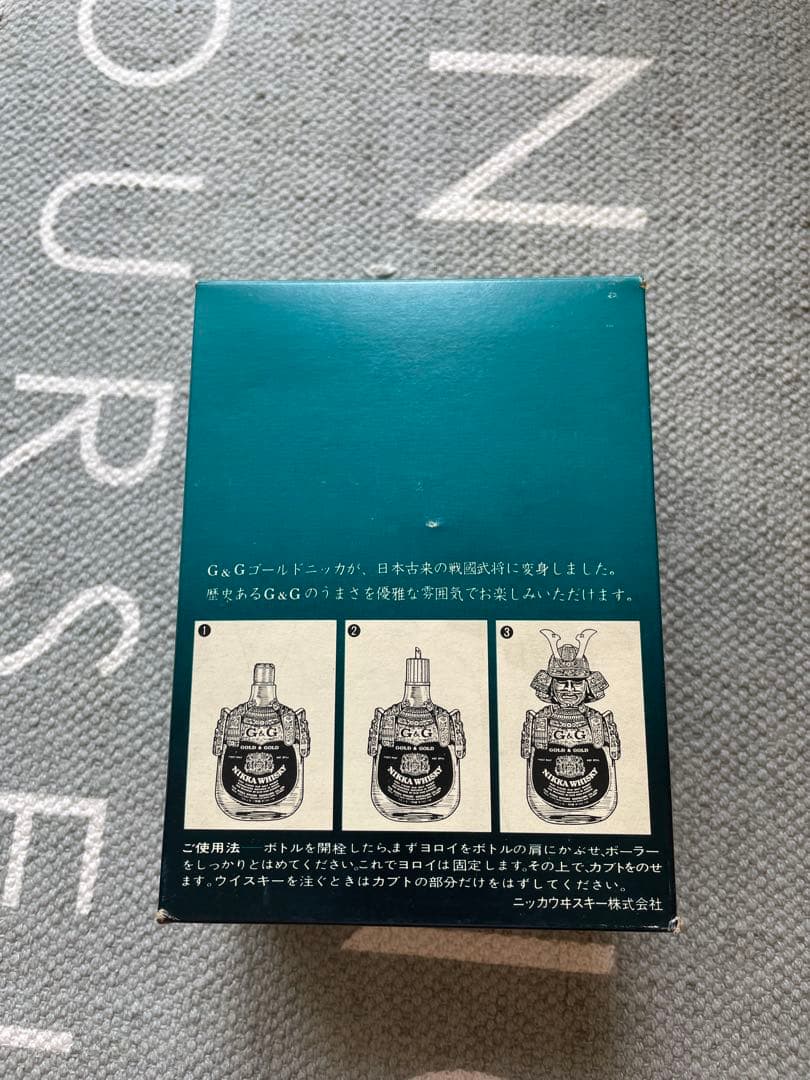 G&Gゴールドニッカが、日本古来の戦國武将に変身しました。
歴史あるG&Gのうまさを優雅な雰囲気でお楽しみいただけます。
1
2
3
G&G
GOLD & GOLD
NIKKA WHISKY
G&G
GOLD & GOLD
NIKKA WHISKY
G&G
GOLD & GOLD
NIKKA WHISKY
ご使用法──ボトルを開栓したら、まずヨロイをボトルの肩にかぶせ、ポーラー
をしっかりとはめてください。これでヨロイは固定します。その上で、カブトをのせ
ます。ウイスキーを注ぐときはカブトの部分だけをはずしてください。
ニッカウヰスキー株式会社
N
OURSE